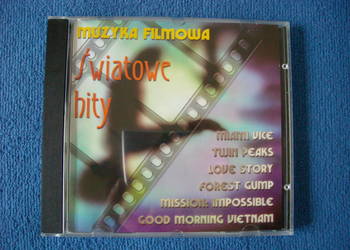 MUZYKA FILMOWA
Światowe
hity
MIAMI VICE
TWIN PEAKS
LOVE STORY
FOREST GUMP
MISSION: IMPOSSIBLE
GOOD MORNING VIETNAM